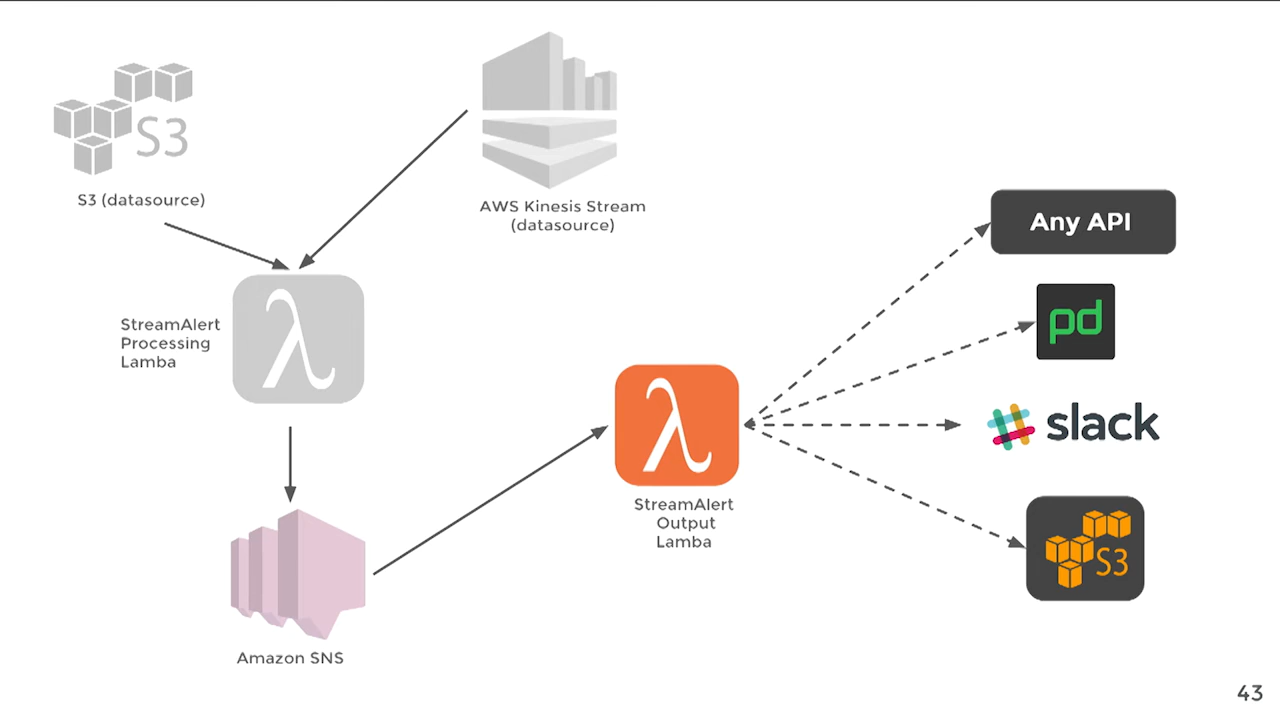 S3
S3 (datasource)
AWS Kinesis Stream
(datasource)
StreamAlert
Processing
Lamba
λ
Amazon SNS
λ
StreamAlert
Output
Lamba
Any API
pd
slack
S3
43